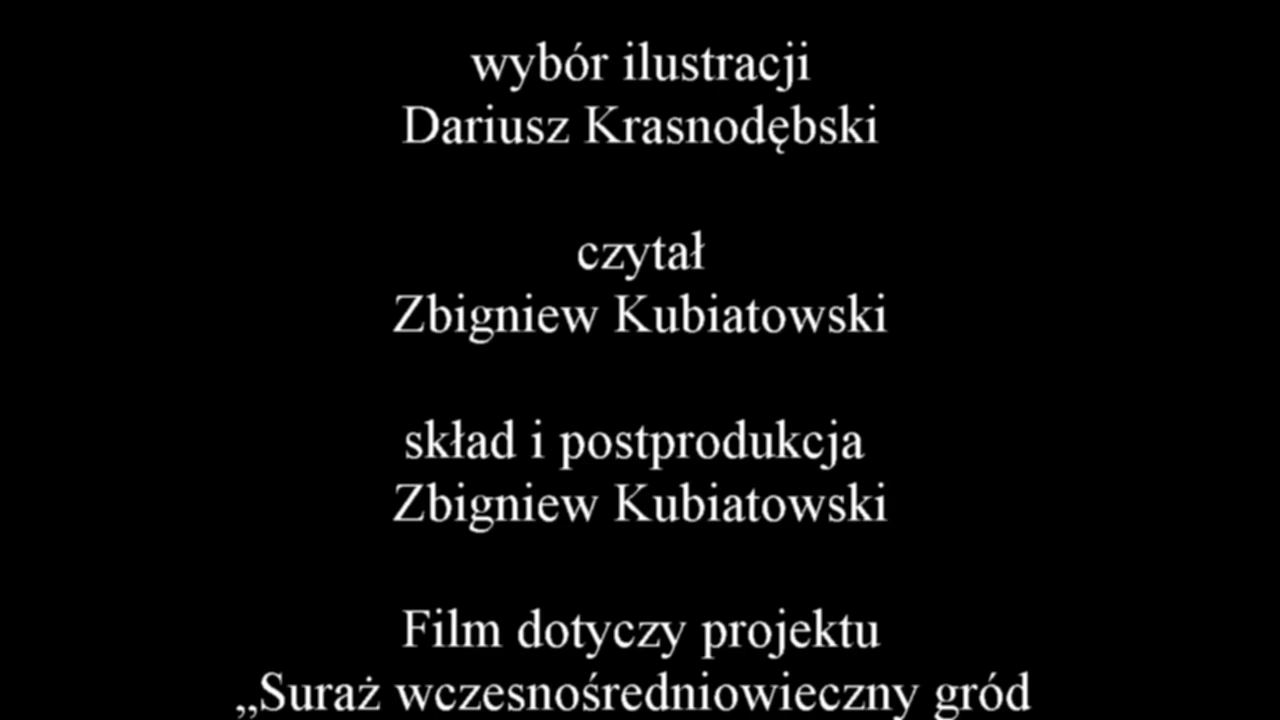 wybór ilustracji
Dariusz Krasnodębski
czytał
Zbigniew Kubiatowski
skład i postprodukcja
Zbigniew Kubiatowski
Film dotyczy projektu
„Suraż wczesnośredniowieczny gród